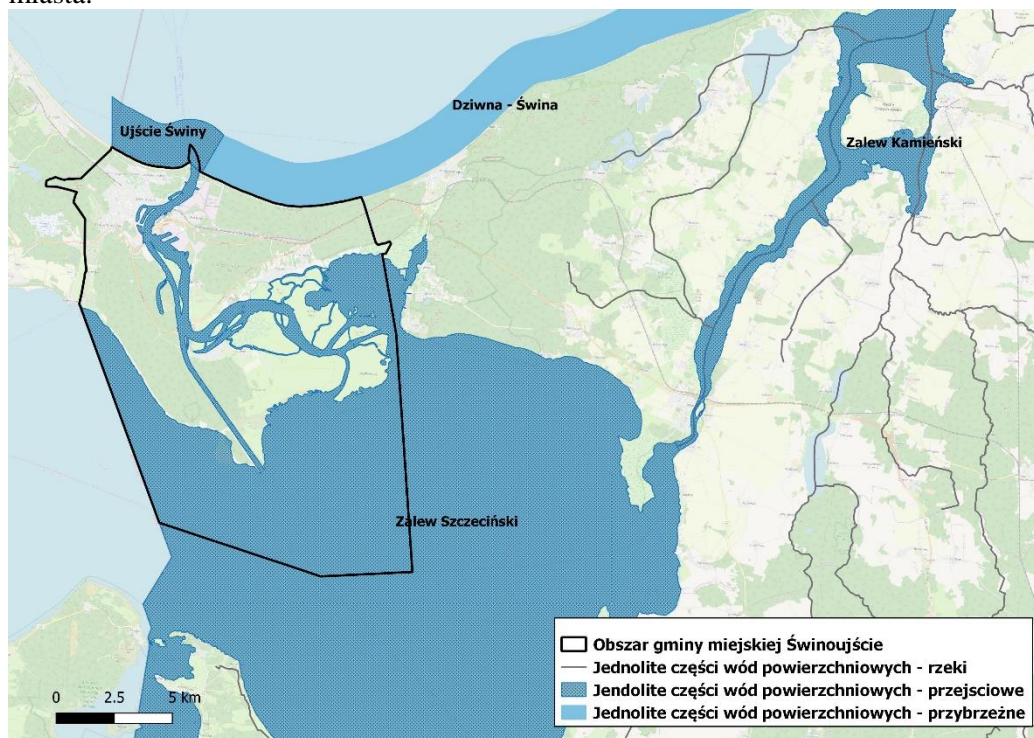 miasta.
Dziwna - Świna
Ujście Świny
Zalew Kamieński
Zalew Szczeciński
Obszar gminy miejskiej Świnoujście
Jednolite części wód powierzchniowych - rzeki
Jendolite części wód powierzchniowych - przejsciowe
Jednolite części wód powierzchniowych - przybrzeżne
0 2.5 5 km